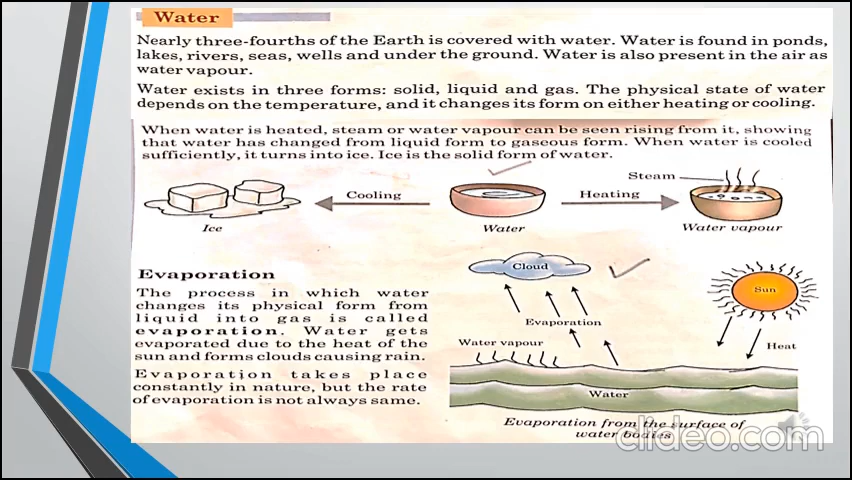 Water
Nearly three-fourths of the Earth is covered with water. Water is found in ponds,
lakes, rivers, seas, wells and under the ground. Water is also present in the air as
water vapour.
Water exists in three forms: solid, liquid and gas. The physical state of water
depends on the temperature, and it changes its form on either heating or cooling.
When water is heated, steam or water vapour can be seen rising from it, showing
that water has changed from liquid form to gaseous form. When water is cooled
sufficiently, it turns into ice. Ice is the solid form of water.
Steam
Cooling
Heating
Ice
Water
Water vapour
Evaporation
The process in which water
changes its physical form from
liquid into gas is called
evaporation. Water gets
evaporated due to the heat of the
sun and forms clouds causing rain.
Evaporation takes place
constantly in nature, but the rate
of evaporation is not always same.
Cloud
Sun
Evaporation
Water vapour
Heat
Water
Evaporation from the surface of
water bodies
clideo.com